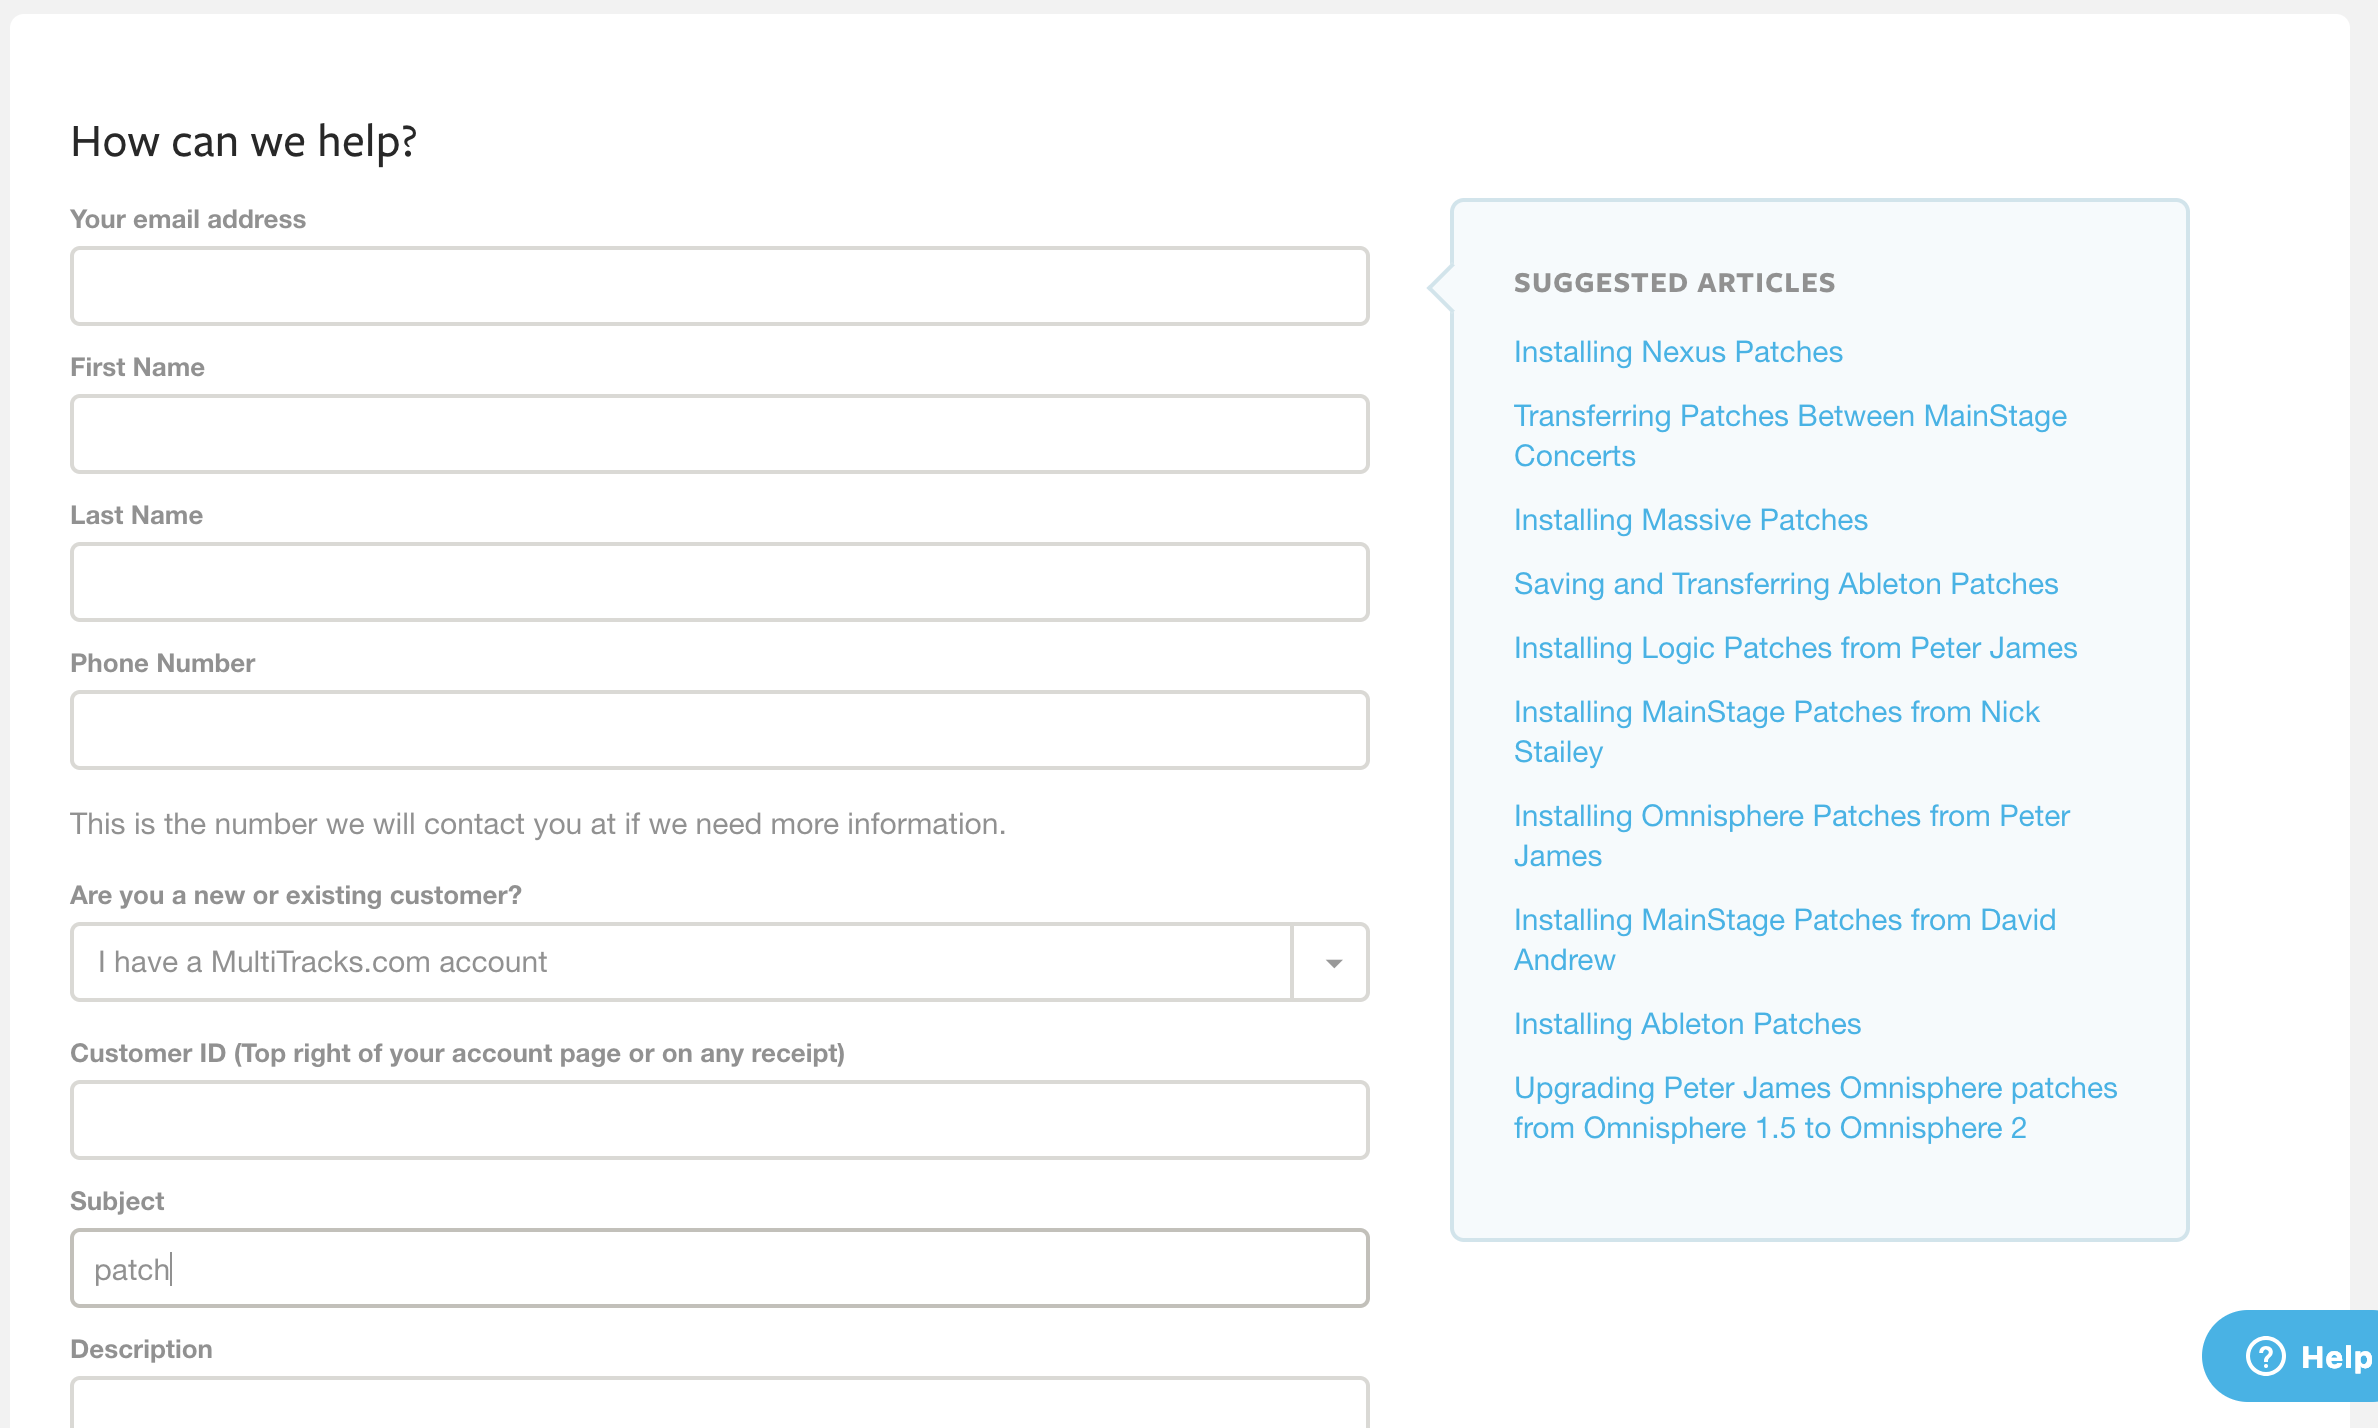 How can we help?
Your email address
First Name
Last Name
Phone Number
This is the number we will contact you at if we need more information.
Are you a new or existing customer?
I have a MultiTracks.com account
Customer ID (Top right of your account page or on any receipt)
Subject
patch
Description
SUGGESTED ARTICLES
Installing Nexus Patches
Transferring Patches Between MainStage
Concerts
Installing Massive Patches
Saving and Transferring Ableton Patches
Installing Logic Patches from Peter James
Installing MainStage Patches from Nick
Stailey
Installing Omnisphere Patches from Peter
James
Installing MainStage Patches from David
Andrew
Installing Ableton Patches
Upgrading Peter James Omnisphere patches
from Omnisphere 1.5 to Omnisphere 2
? Help